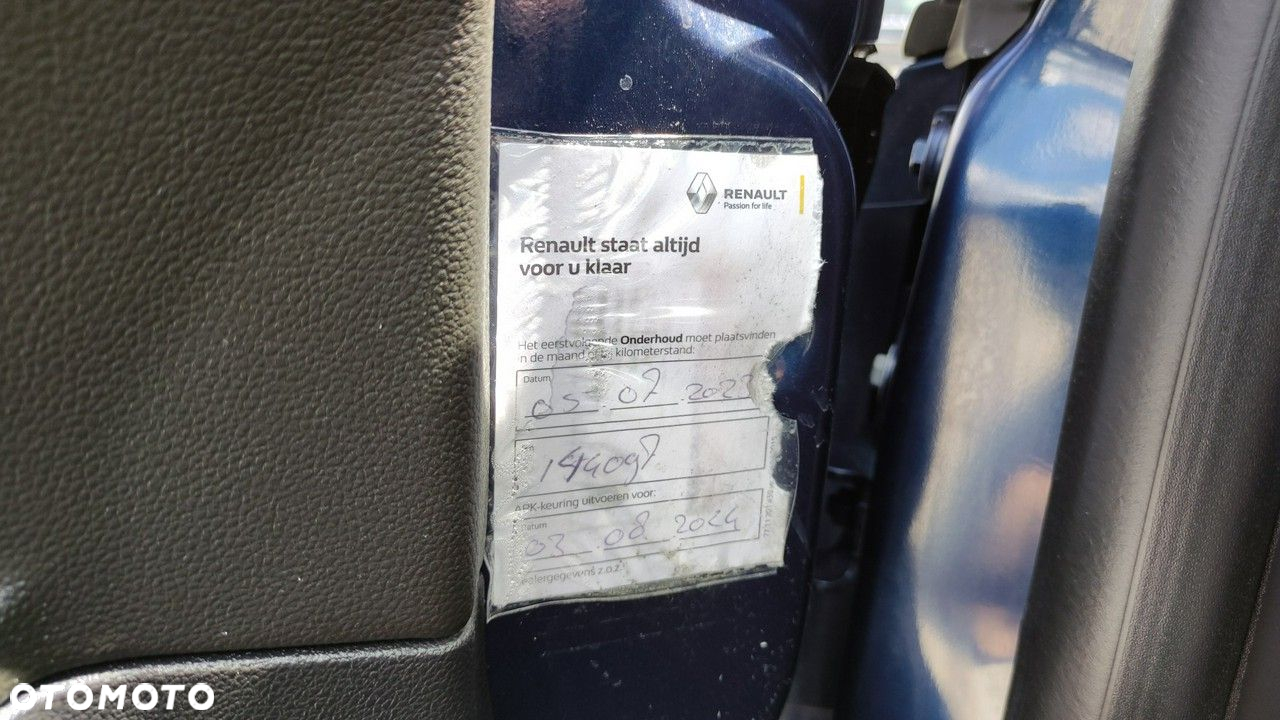 RENAULT
Passion for life
Renault staat altijd
voor u klaar
Het eerstvolgende Onderhoud moet plaatsvinden
in de maand of bij kilometerstand:
Datum
05 . 07 . 2023
144097
APK-keuring uitvoeren voor:
Datum
03 . 08 . 2024
ealergegevens z.o.z.
OTOMOTO